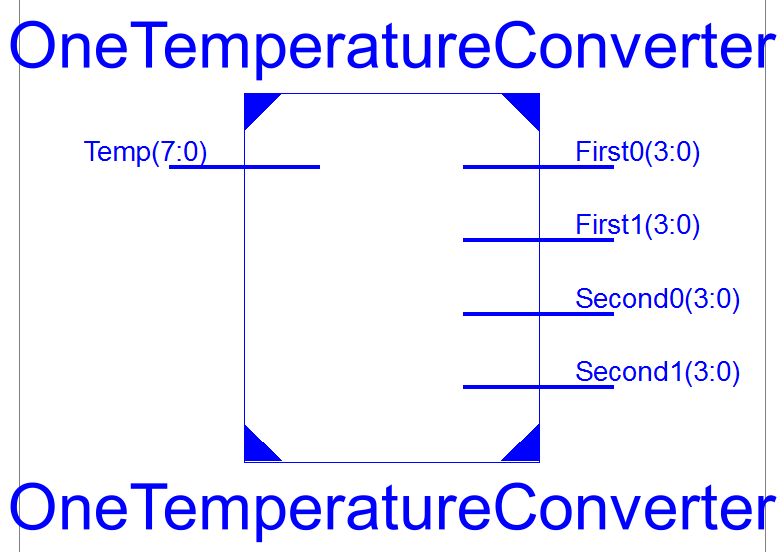 OneTemperatureConverter
Temp(7:0)
First0(3:0)
First1(3:0)
Second0(3:0)
Second1(3:0)
OneTemperatureConverter